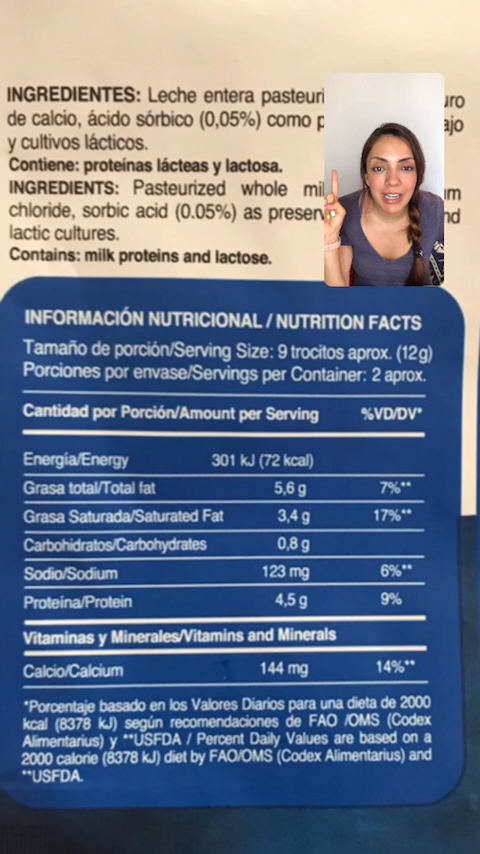 INGREDIENTES: Leche entera pasteuri
de calcio, ácido sórbico (0,05%) como
y cultivos lácticos.
Contiene: proteínas lácteas y lactosa.
INGREDIENTS: Pasteurized whole
chloride, sorbic acid (0.05%) as
lactic cultures.
Contains: milk proteins and lactose.
INFORMACIÓN NUTRICIONAL / NUTRITION FACTS
Tamaño de porción/Serving Size: 9 trocitos aprox. (12g)
Porciones por envase/Servings per Container: 2 aprox.
Cantidad por Porción/Amount per Serving %VD/DV*
Energía/Energy 301 kJ (72 kcal)
Grasa total/Total fat 5,6 g 7%**
Grasa Saturada/Saturated Fat 3,4 g 17%**
Carbohidratos/Carbohydrates 0,8 g
Sodio/Sodium 123 mg 6%**
Proteína/Protein 4,5 g 9%
Vitaminas y Minerales/Vitamins and Minerals
Calcio/Calcium 144 mg 14%**
*Porcentaje basado en los Valores Diarios para una dieta de 2000
kcal (8378 kJ) según recomendaciones de FAO /OMS (Codex
Alimentarius) y **USFDA / Percent Daily Values are based on a
2000 calorie (8378 kJ) diet by FAO/OMS (Codex Alimentarius) and
**USFDA.